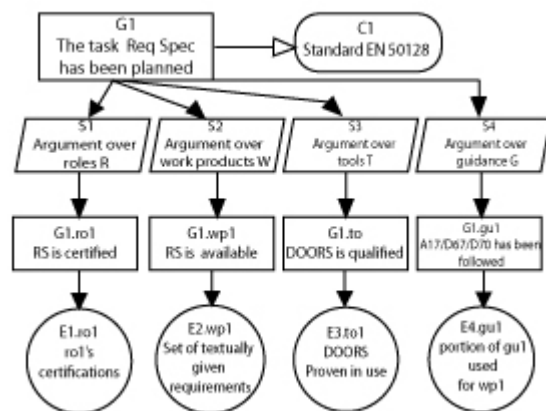 G1
The task Req Spec
has been planned
C1
Standard EN 50128
S1
Argument over
roles R
S2
Argument over
work products W
S3
Argument over
tools T
S4
Argument over
guidance G
G1.ro1
RS is certified
G1.wp1
RS is available
G1.to
DOORS is qualified
G1.gu1
A17/D67/D70 has been
followed
E1.ro1
ro1's
certifications
E2.wp1
Set of textually
given
requirements
E3.to1
DOORS
Proven in use
E4.gu1
portion of gu1
used
for wp1